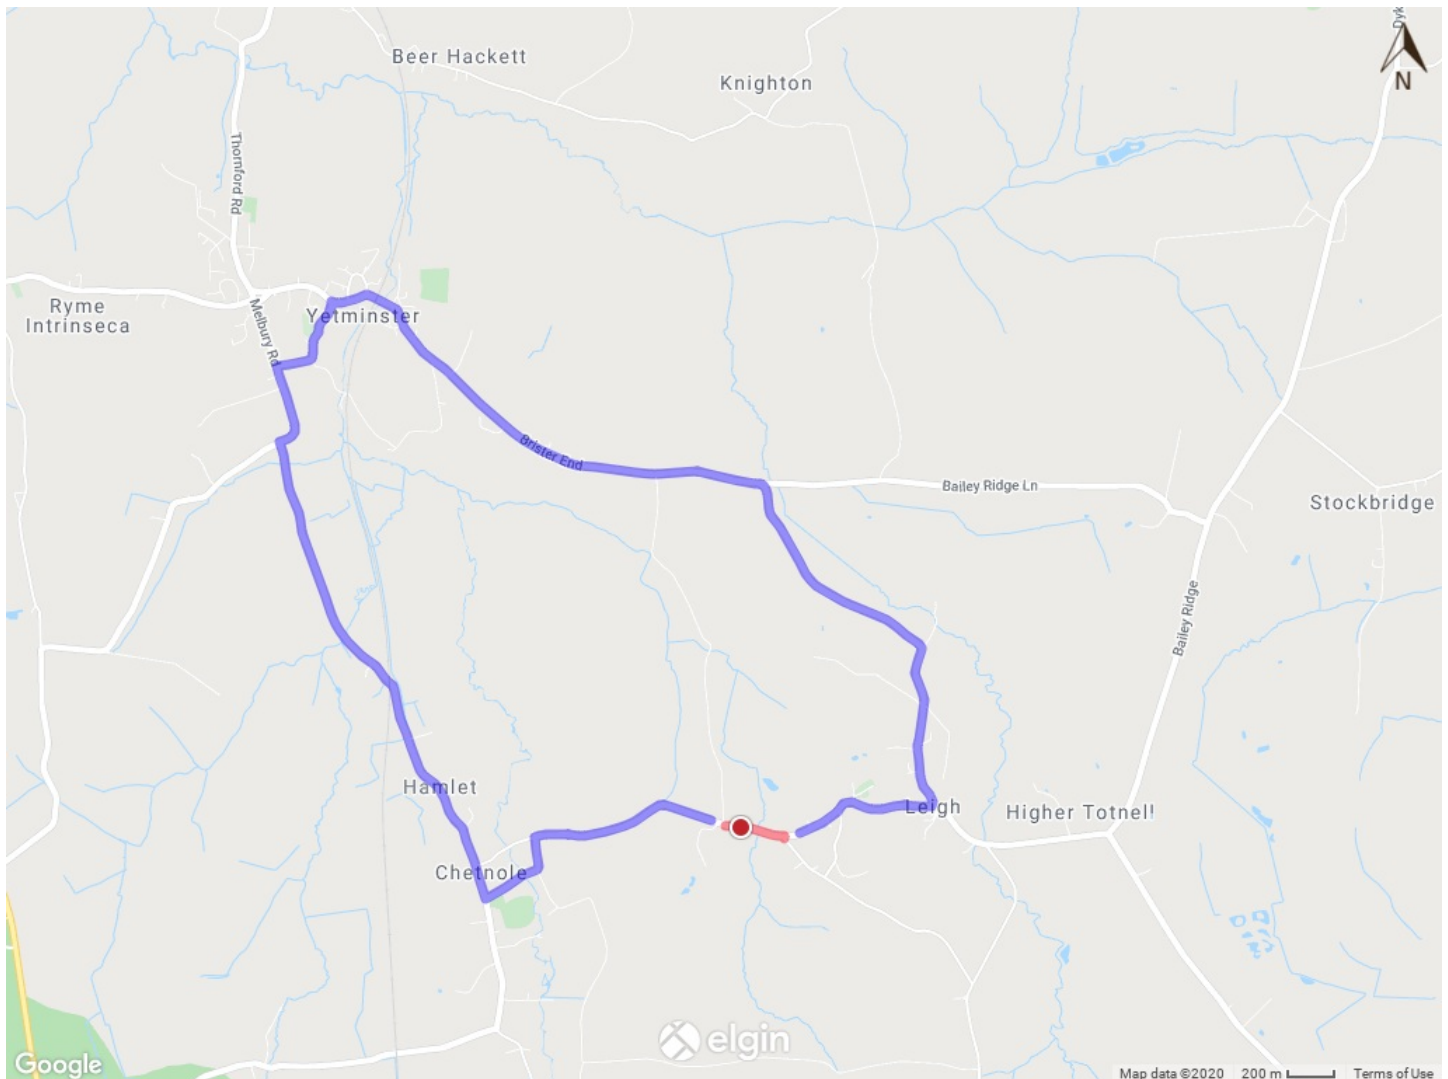 Dyk
N
Beer Hackett
Knighton
Thornford Rd
Ryme
Intrinseca
Melbury Rd
Yetminster
Brister End
Bailey Ridge Ln
Stockbridge
Bailey Ridge
Hamlet
Leigh
Higher Totnell
Chetnole
elgin
Google
Map data ©2020
200 m
Terms of Use